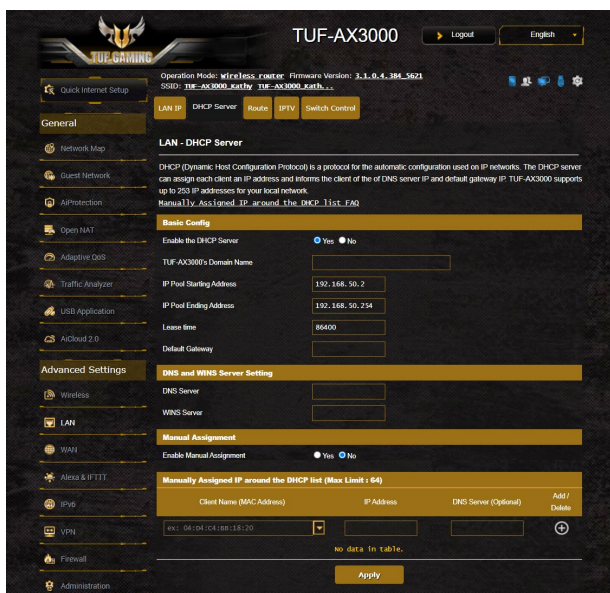 TUF GAMING
TUF-AX3000
Logout
English
Operation Mode: Wireless router Firmware Version: 3.1.0.4.384_5621
SSID: TUF-AX3000_Kathy TUF-AX3000_Kath...
Quick Internet Setup
General
Network Map
Guest Network
AiProtection
Open NAT
Adaptive QoS
Traffic Analyzer
USB Application
AiCloud 2.0
Advanced Settings
Wireless
LAN
WAN
Alexa & IFTTT
IPv6
VPN
Firewall
Administration
LAN IP DHCP Server Route IPTV Switch Control
LAN - DHCP Server
DHCP (Dynamic Host Configuration Protocol) is a protocol for the automatic configuration used on IP networks. The DHCP server
can assign each client an IP address and informs the client of the of DNS server IP and default gateway IP. TUF-AX3000 supports
up to 253 IP addresses for your local network.
Manually Assigned IP around the DHCP list FAQ
Basic Config
Enable the DHCP Server Yes No
TUF-AX3000's Domain Name
IP Pool Starting Address 192.168.50.2
IP Pool Ending Address 192.168.50.254
Lease time 86400
Default Gateway
DNS and WINS Server Setting
DNS Server
WINS Server
Manual Assignment
Enable Manual Assignment Yes No
Manually Assigned IP around the DHCP list (Max Limit : 64)
Client Name (MAC Address) IP Address DNS Server (Optional) Add / Delete
ex: 04:D4:C4:B8:18:20
No data in table.
Apply